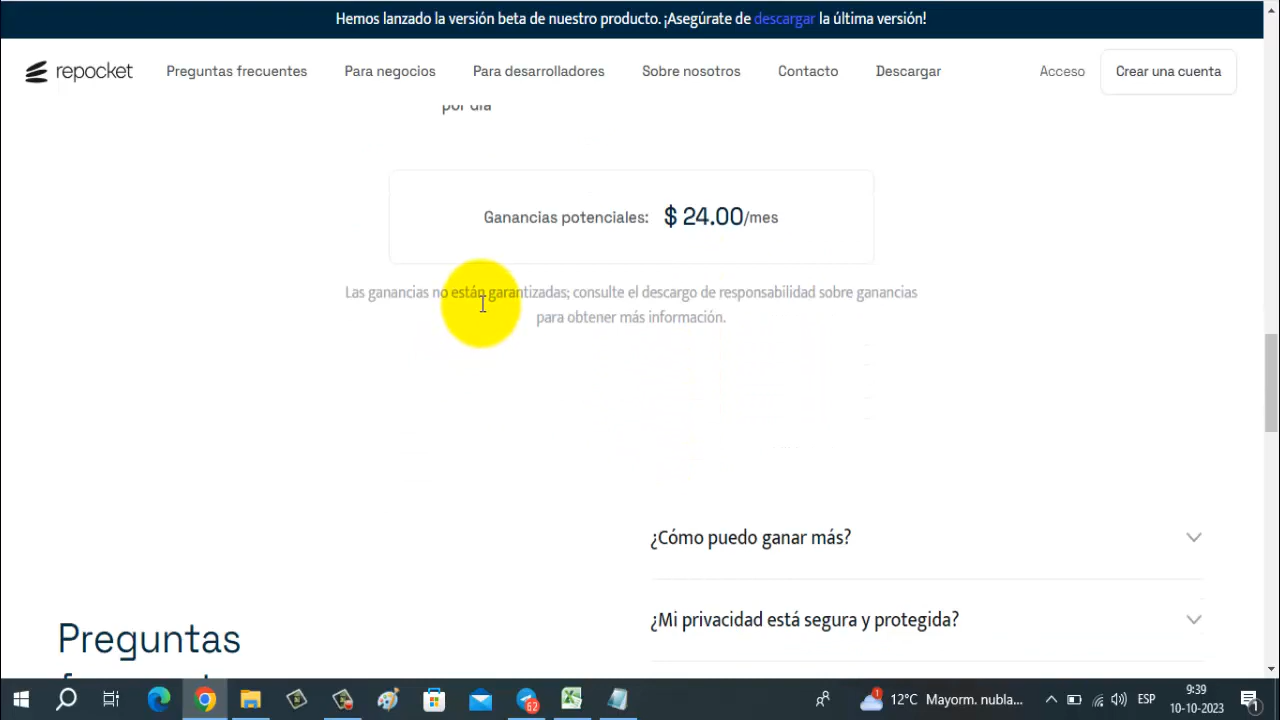 Hemos lanzado la versión beta de nuestro producto. ¡Asegúrate de descargar la última versión!
repocket Preguntas frecuentes Para negocios Para desarrolladores Sobre nosotros Contacto Descargar Acceso Crear una cuenta
por día
Ganancias potenciales: $ 24.00/mes
Las ganancias no están garantizadas; consulte el descargo de responsabilidad sobre ganancias
para obtener más información.
¿Cómo puedo ganar más?
¿Mi privacidad está segura y protegida?
Preguntas
62
1
12°C Mayorm. nubla...
ESP
9:39
10-10-2023
1